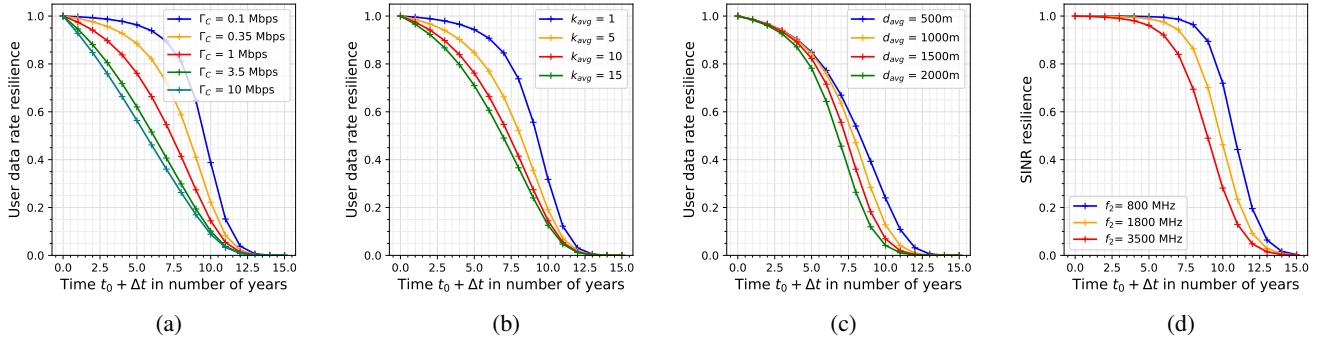 1.0
0.8
0.6
0.4
0.2
0.0
User data rate resilience
Γ_C = 0.1 Mbps
Γ_C = 0.35 Mbps
Γ_C = 1 Mbps
Γ_C = 3.5 Mbps
Γ_C = 10 Mbps
0.0 2.5 5.0 7.5 10.0 12.5 15.0
Time t₀ + Δt in number of years
(a)
1.0
0.8
0.6
0.4
0.2
0.0
User data rate resilience
k_avg = 1
k_avg = 5
k_avg = 10
k_avg = 15
0.0 2.5 5.0 7.5 10.0 12.5 15.0
Time t₀ + Δt in number of years
(b)
1.0
0.8
0.6
0.4
0.2
0.0
User data rate resilience
d_avg = 500m
d_avg = 1000m
d_avg = 1500m
d_avg = 2000m
0.0 2.5 5.0 7.5 10.0 12.5 15.0
Time t₀ + Δt in number of years
(c)
1.0
0.8
0.6
0.4
0.2
0.0
SINR resilience
f₂= 800 MHz
f₂= 1800 MHz
f₂= 3500 MHz
0.0 2.5 5.0 7.5 10.0 12.5 15.0
Time t₀ + Δt in number of years
(d)